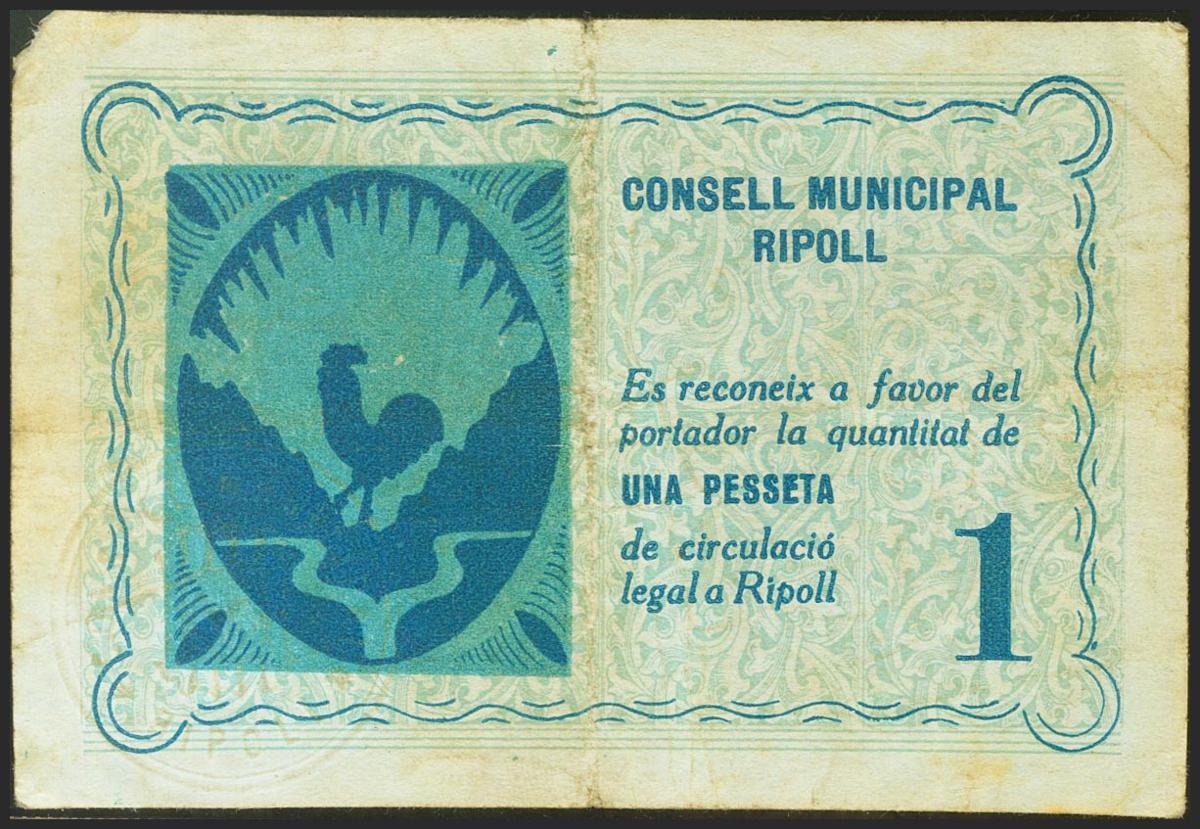 CONSELL MUNICIPAL
RIPOLL
Es reconeix a favor del
portador la quantitat de
UNA PESSETA
de circulació
legal a Ripoll
1